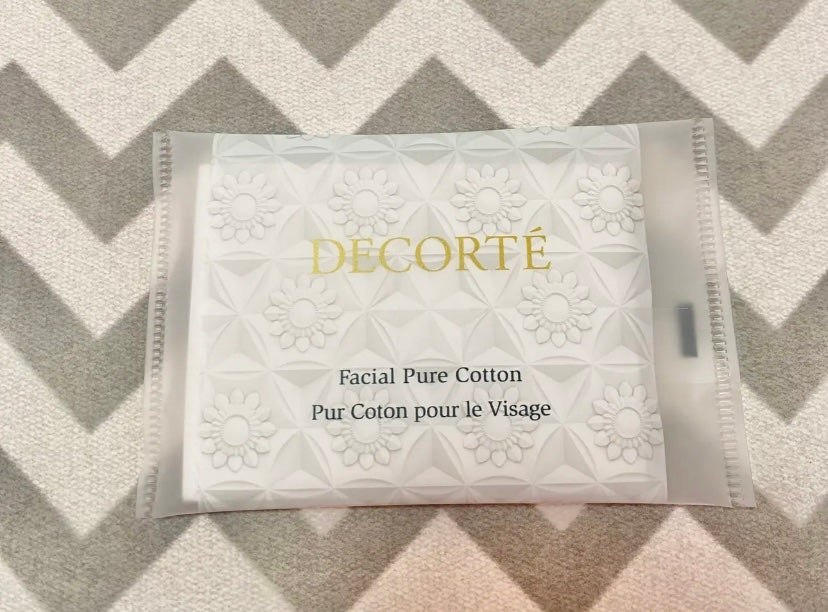 DECORTÉ
Facial Pure Cotton
Pur Coton pour le Visage